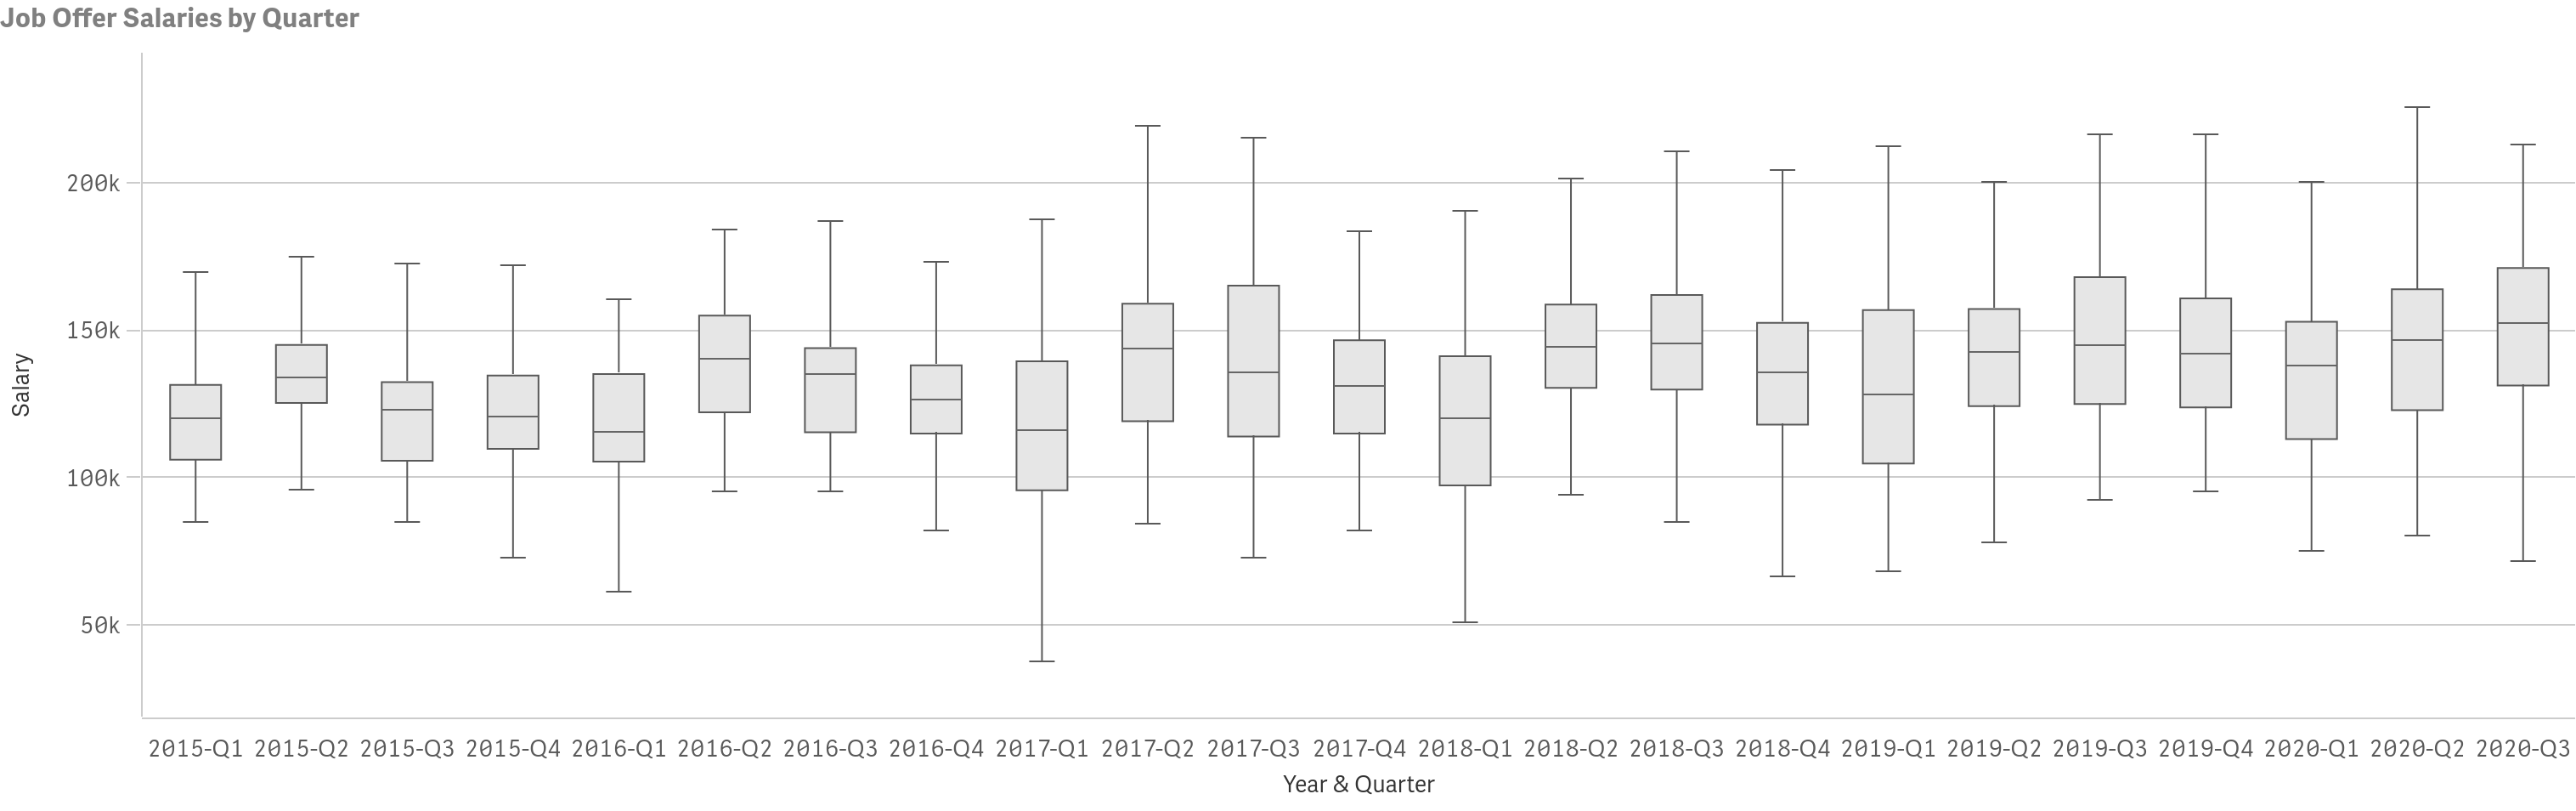 Job Offer Salaries by Quarter
Salary
200k
150k
100k
50k
2015-Q1 2015-Q2 2015-Q3 2015-Q4 2016-Q1 2016-Q2 2016-Q3 2016-Q4 2017-Q1 2017-Q2 2017-Q3 2017-Q4 2018-Q1 2018-Q2 2018-Q3 2018-Q4 2019-Q1 2019-Q2 2019-Q3 2019-Q4 2020-Q1 2020-Q2 2020-Q3
Year & Quarter